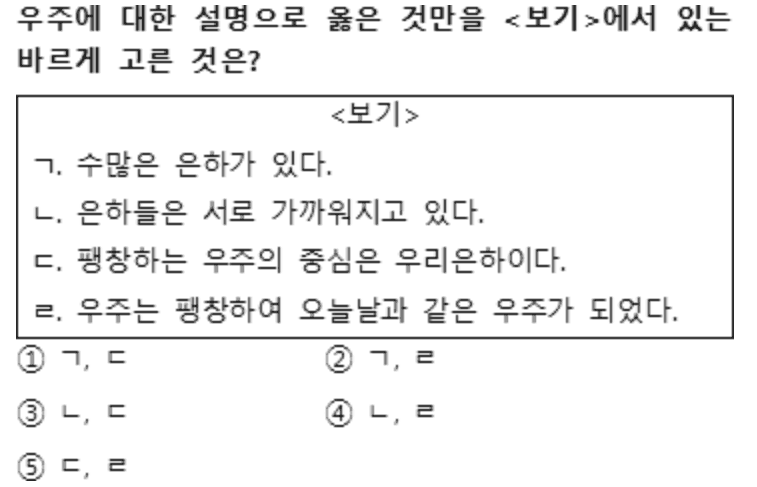 우주에 대한 설명으로 옳은 것만을 <보기>에서 있는
바르게 고른 것은?
<보기>
ㄱ. 수많은 은하가 있다.
ㄴ. 은하들은 서로 가까워지고 있다.
ㄷ. 팽창하는 우주의 중심은 우리은하이다.
ㄹ. 우주는 팽창하여 오늘날과 같은 우주가 되었다.
① ㄱ, ㄷ ② ㄱ, ㄹ
③ ㄴ, ㄷ ④ ㄴ, ㄹ
⑤ ㄷ, ㄹ